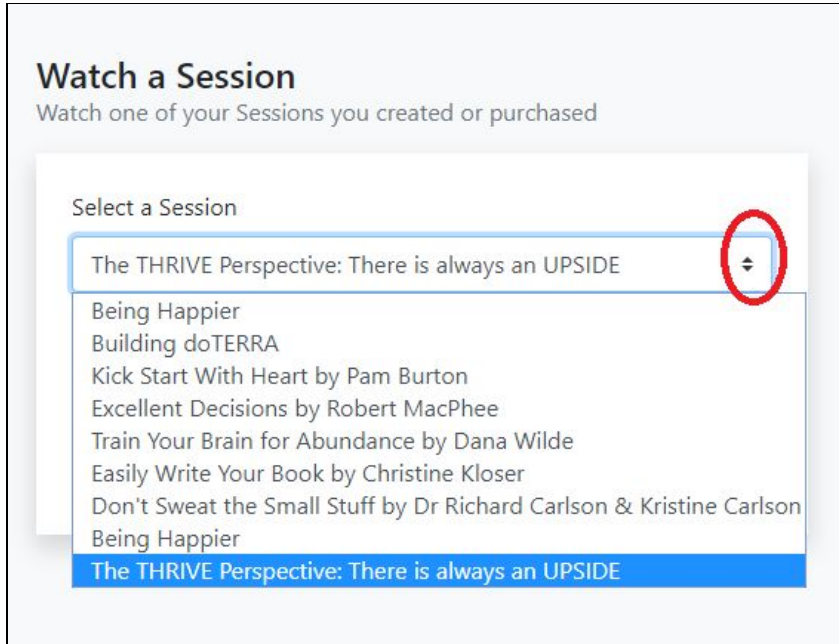 Watch a Session
Watch one of your Sessions you created or purchased
Select a Session
The THRIVE Perspective: There is always an UPSIDE
Being Happier
Building doTERRA
Kick Start With Heart by Pam Burton
Excellent Decisions by Robert MacPhee
Train Your Brain for Abundance by Dana Wilde
Easily Write Your Book by Christine Kloser
Don't Sweat the Small Stuff by Dr Richard Carlson & Kristine Carlson
Being Happier
The THRIVE Perspective: There is always an UPSIDE